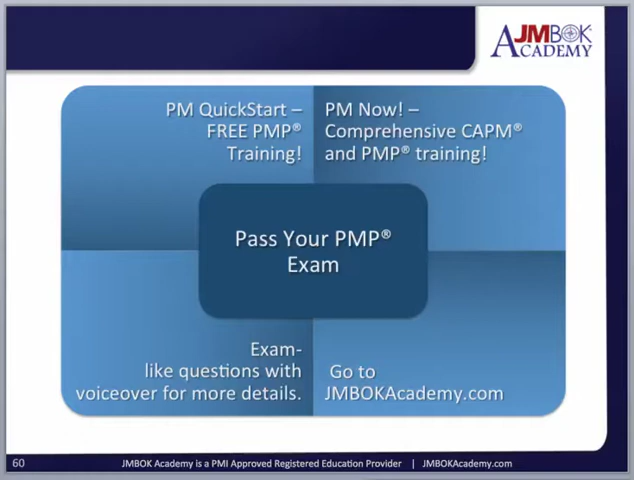 AJMBOK
ACADEMY
PM QuickStart –
FREE PMP®
Training!
PM Now! –
Comprehensive CAPM®
and PMP® training!
Pass Your PMP®
Exam
Exam-
like questions with
voiceover for more details.
Go to
JMBOKAcademy.com
60
JMBOK Academy is a PMI Approved Registered Education Provider | JMBOKAcademy.com